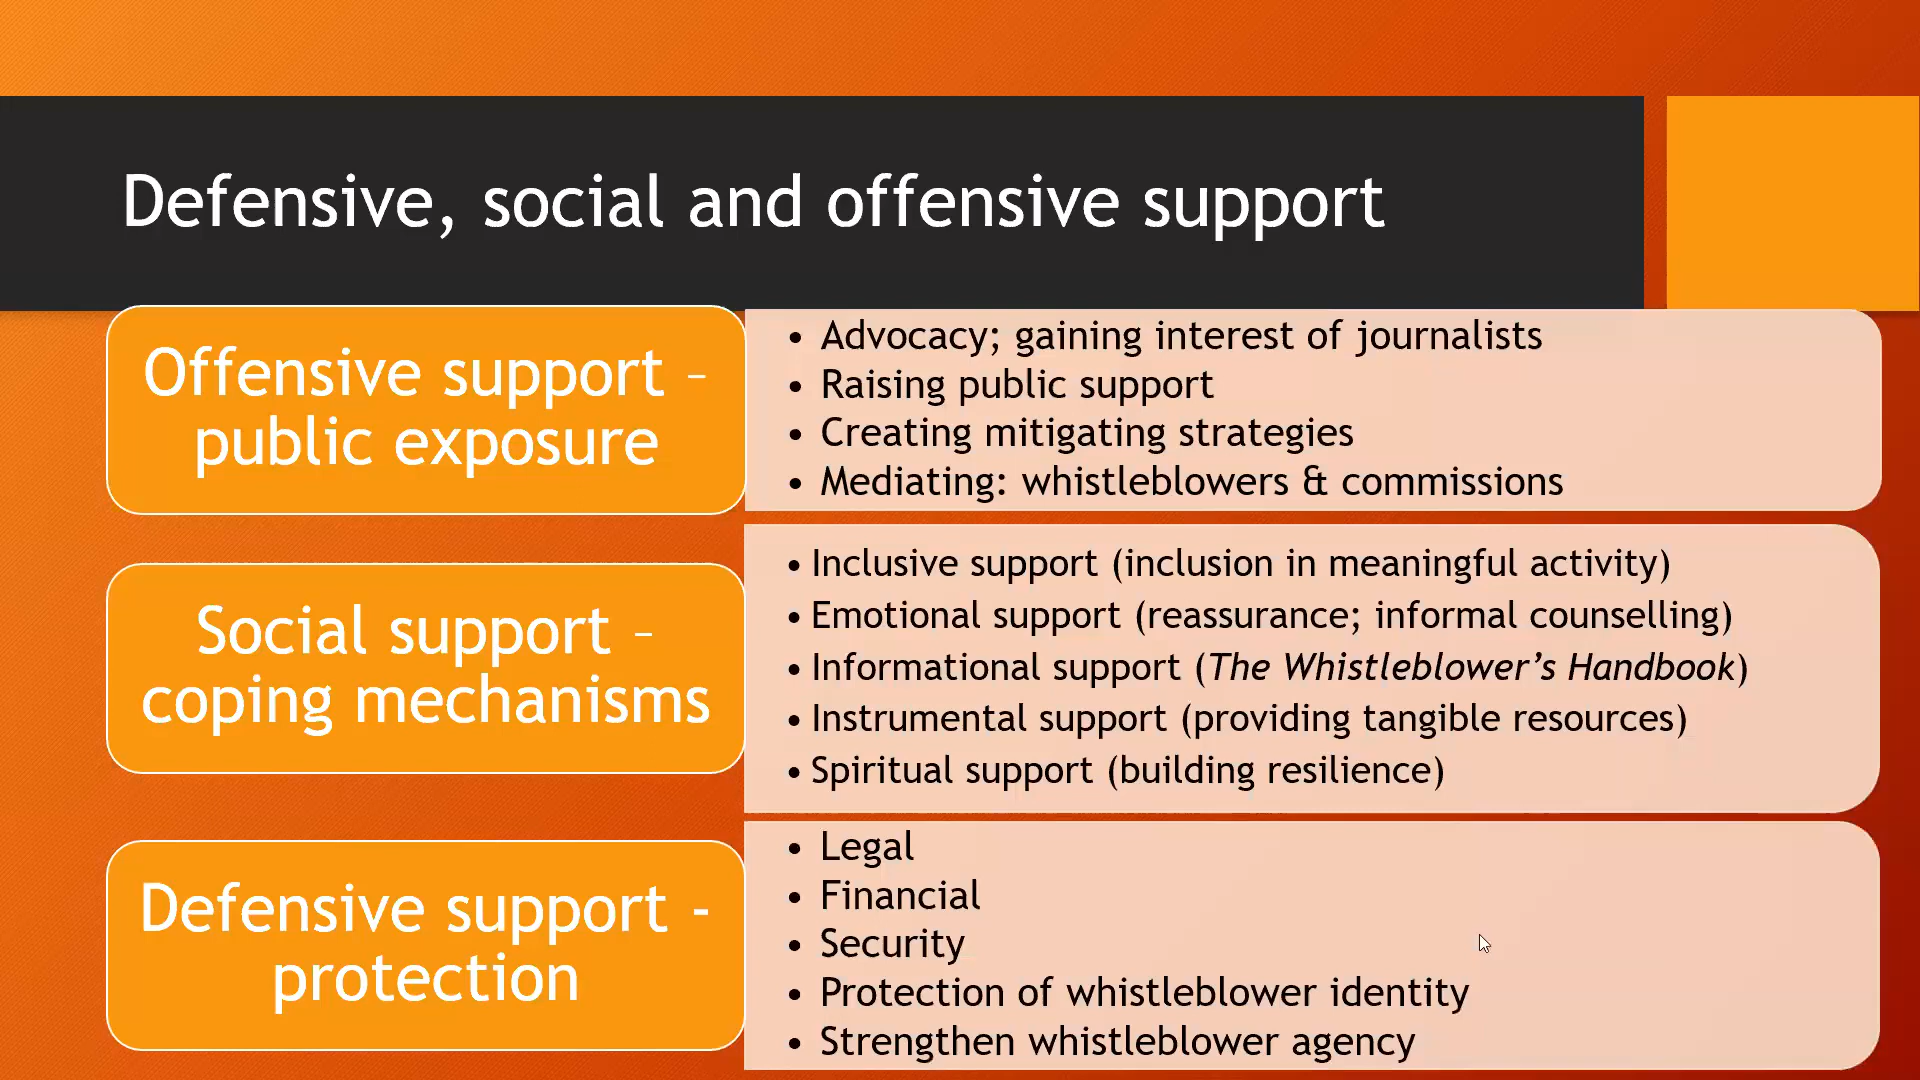 Defensive, social and offensive support
Offensive support –
public exposure
• Advocacy; gaining interest of journalists
• Raising public support
• Creating mitigating strategies
• Mediating: whistleblowers & commissions
Social support –
coping mechanisms
• Inclusive support (inclusion in meaningful activity)
• Emotional support (reassurance; informal counselling)
• Informational support (The Whistleblower’s Handbook)
• Instrumental support (providing tangible resources)
• Spiritual support (building resilience)
Defensive support -
protection
• Legal
• Financial
• Security
• Protection of whistleblower identity
• Strengthen whistleblower agency